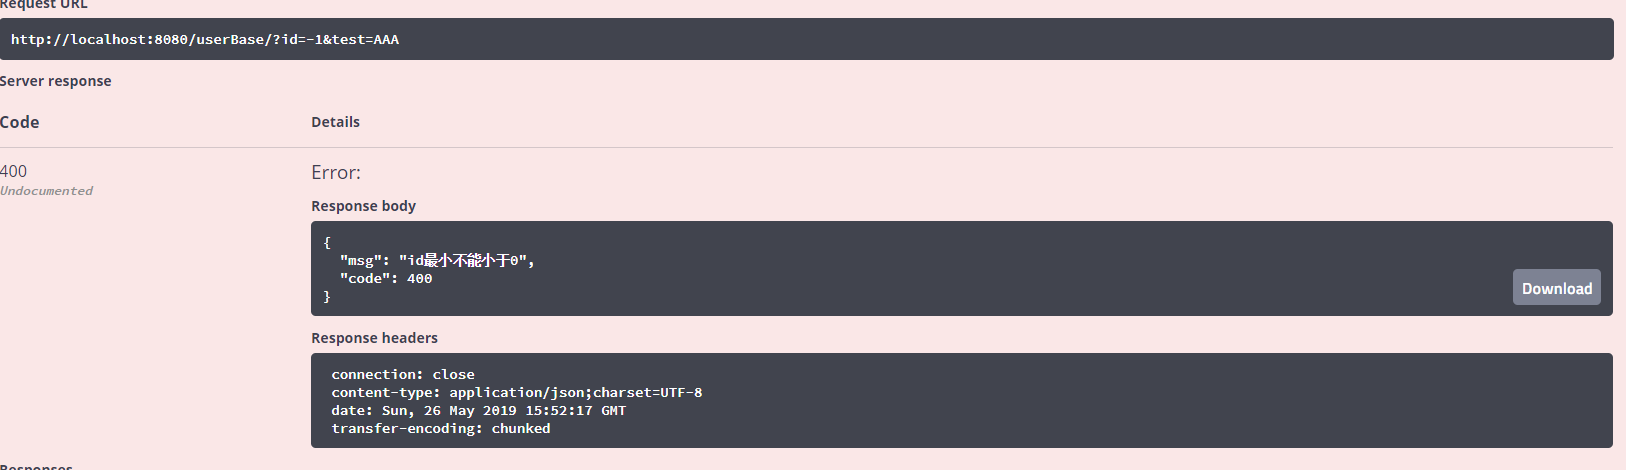 Request URL
http://localhost:8080/userBase/?id=-1&test=AAA
Server response
Code
Details
400
Undocumented
Error:
Response body
{
"msg": "id最小不能小于0",
"code": 400
}
Download
Response headers
connection: close
content-type: application/json;charset=UTF-8
date: Sun, 26 May 2019 15:52:17 GMT
transfer-encoding: chunked
Responses